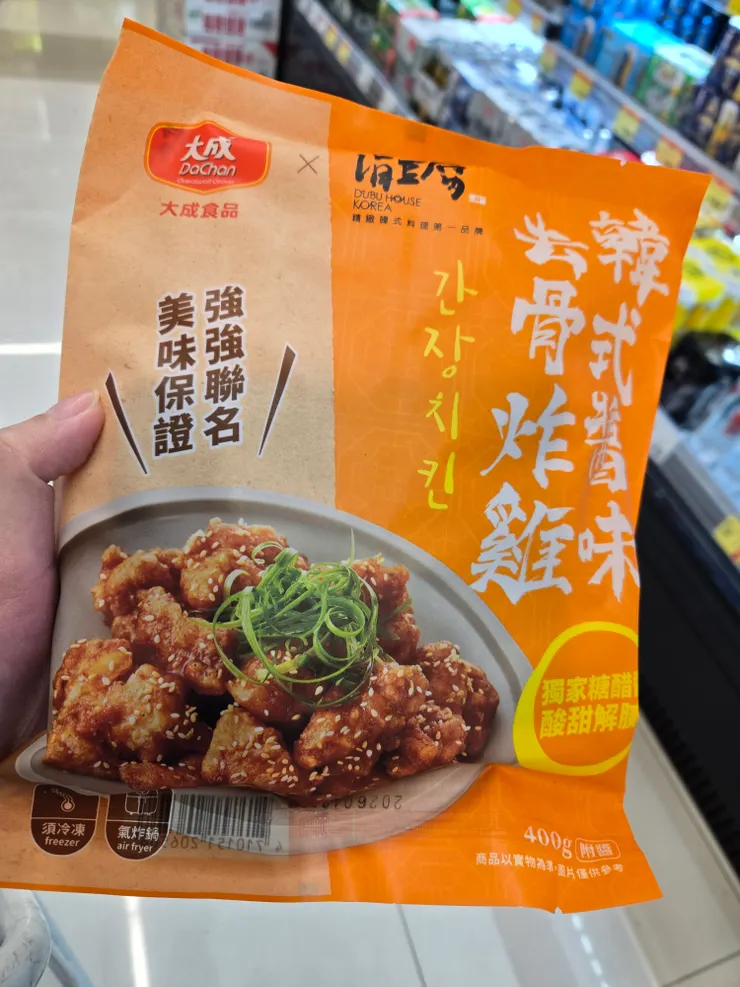 大成
DaChan
大成食品
×
涓豆腐
DUBU HOUSE
KOREA
精緻韓式料理第一品牌
強強聯名
美味保證
간장치킨
韓式醬味
去骨炸雞
獨家糖醋
酸甜解膩
400g 附醬
商品以實物為準,圖片僅供參考
須冷凍
freezer
氣炸鍋
air fryer